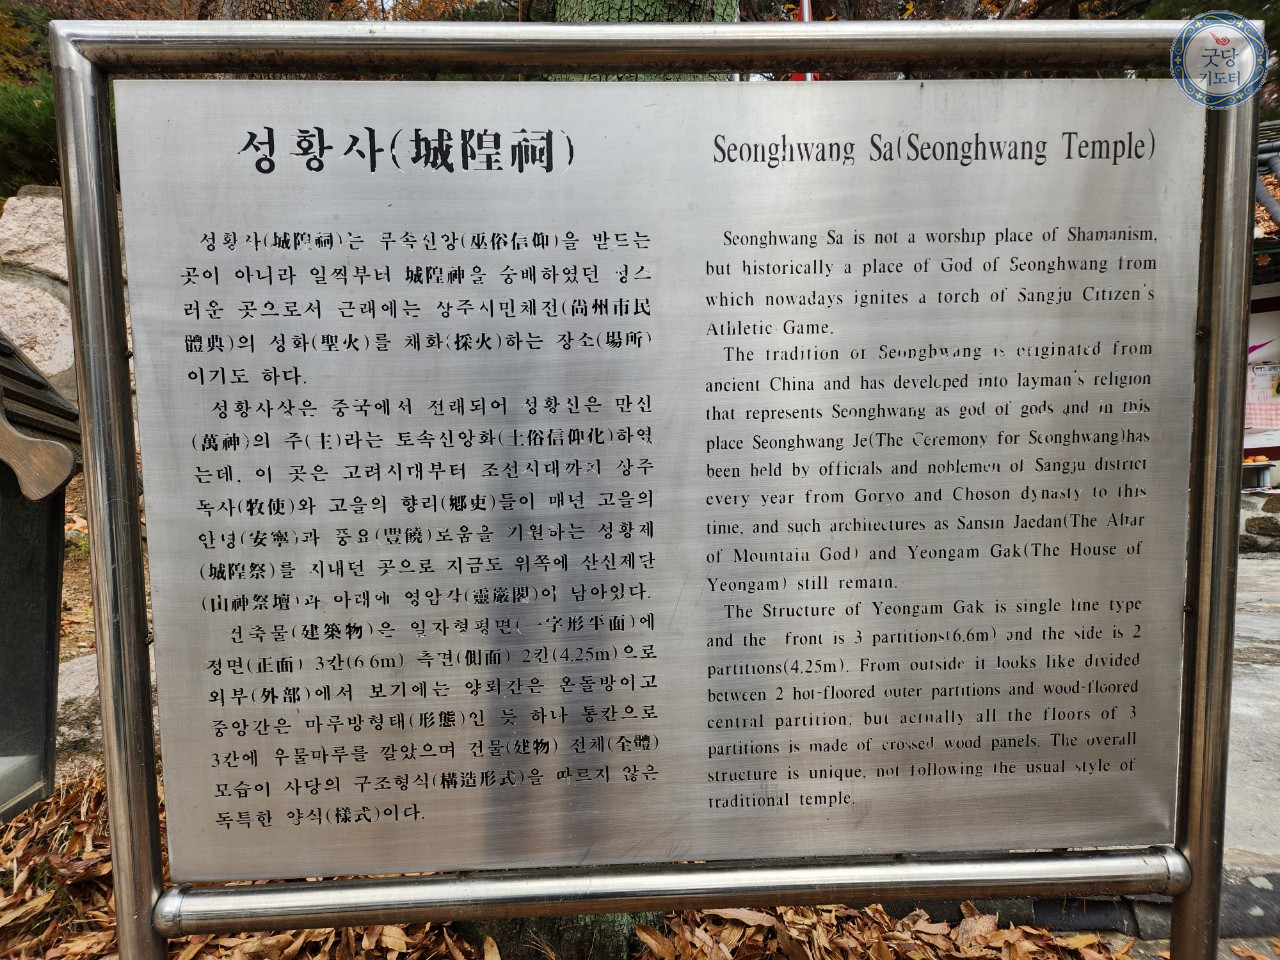 굿당
기도터
성황사(城隍祠)
성황사(城隍祠)는 무속신앙(巫俗信仰)을 받드는
곳이 아니라 일찍부터 城隍神을 숭배하였던 성스
러운 곳으로서 근래에는 상주시민체전(尙州市民
體典)의 성화(聖火)를 채화(採火)하는 장소(場所)
이기도 하다.
성황사상은 중국에서 전래되어 성황신은 만신
(萬神)의 주(主)라는 토속신앙화(土俗信仰化)하였
는데, 이 곳은 고려시대부터 조선시대까지 상주
목사(牧使)와 고을의 향리(鄕吏)들이 매년 고을의
안녕(安寧)과 풍요(豐饒)로움을 기원하는 성황제
(城隍祭)를 지내던 곳으로 지금도 위쪽에 산신제단
(山神祭壇)과 아래에 영암각(靈巖閣)이 남아있다.
건축물(建築物)은 일자형평면(一字形平面)에
정면(正面) 3칸(6.6m) 측면(側面) 2칸(4.25m)으로
외부(外部)에서 보기에는 양퇴간은 온돌방이고
중앙간은 마루방형태(形態)인 듯 하나 통칸으로
3칸에 우물마루를 깔았으며 건물(建物) 전체(全體)
모습이 사당의 구조형식(構造形式)을 따르지 않은
독특한 양식(樣式)이다.
Seonghwang Sa(Seonghwang Temple)
Seonghwang Sa is not a worship place of Shamanism,
but historically a place of God of Seonghwang from
which nowadays ignites a torch of Sangju Citizen's
Athletic Game.
The tradition of Seonghwang is originated from
ancient China and has developed into layman's religion
that represents Seonghwang as god of gods and in this
place Seonghwang Je(The Ceremony for Seonghwang)has
been held by officials and noblemen of Sangju district
every year from Goryo and Choson dynasty to this
time, and such architectures as Sansin Jaedan(The Altar
of Mountain God) and Yeongam Gak(The House of
Yeongam) still remain.
The Structure of Yeongam Gak is single line type
and the front is 3 partitions(6.6m) and the side is 2
partitions(4.25m). From outside it looks like divided
between 2 hot-floored outer partitions and wood-floored
central partition, but actually all the floors of 3
partitions is made of crossed wood panels. The overall
structure is unique, not following the usual style of
traditional temple.